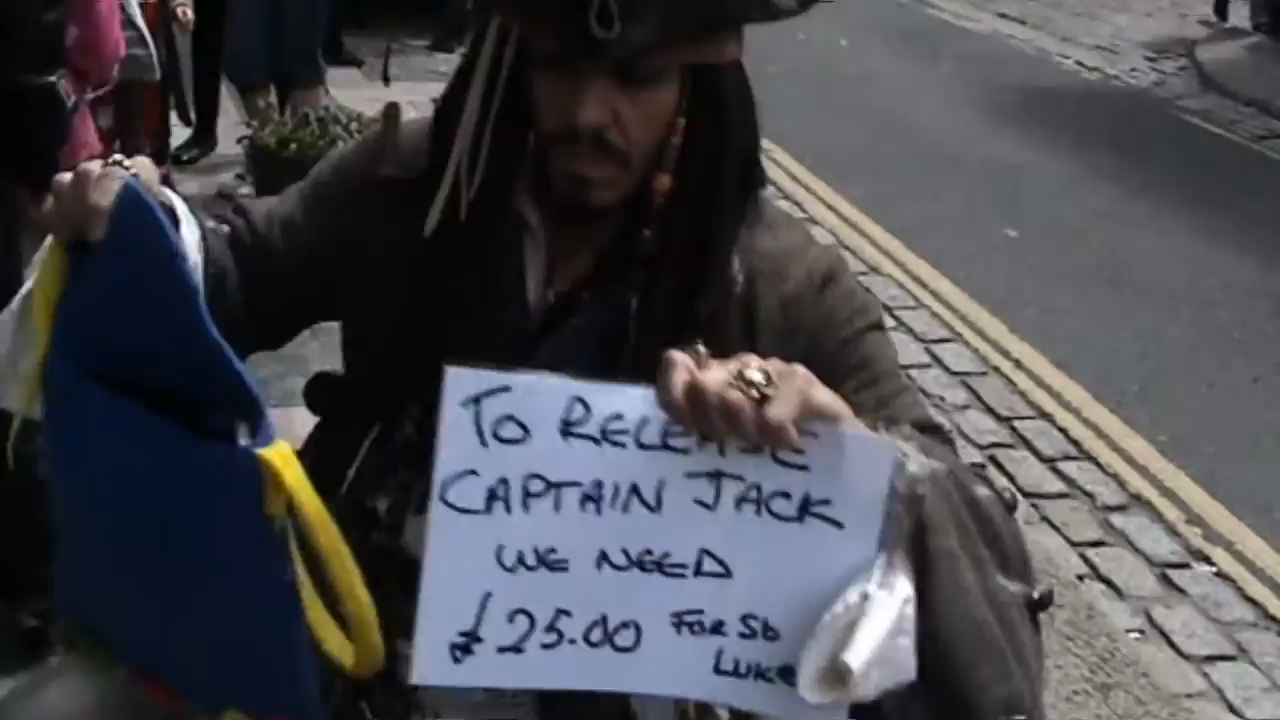 TO RELEASE
CAPTAIN JACK
WE NEED
£25.00 FOR St
LUKE